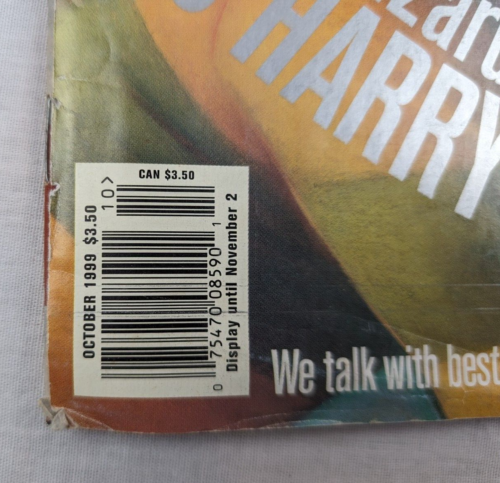 HARRY
CAN $3.50
10>
OCTOBER 1999 $3.50
0 75470 08590 1
Display until November 2
We talk with best